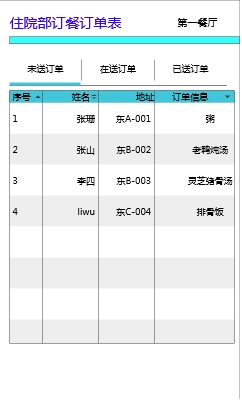 住院部订餐订单表 第一餐厅
未送订单 在送订单 已送订单
序号 姓名 地址 订单信息
1 张珊 东A-001 粥
2 张山 东B-002 老鸭炖汤
3 李四 东B-003 灵芝猪骨汤
4 liwu 东C-004 排骨饭